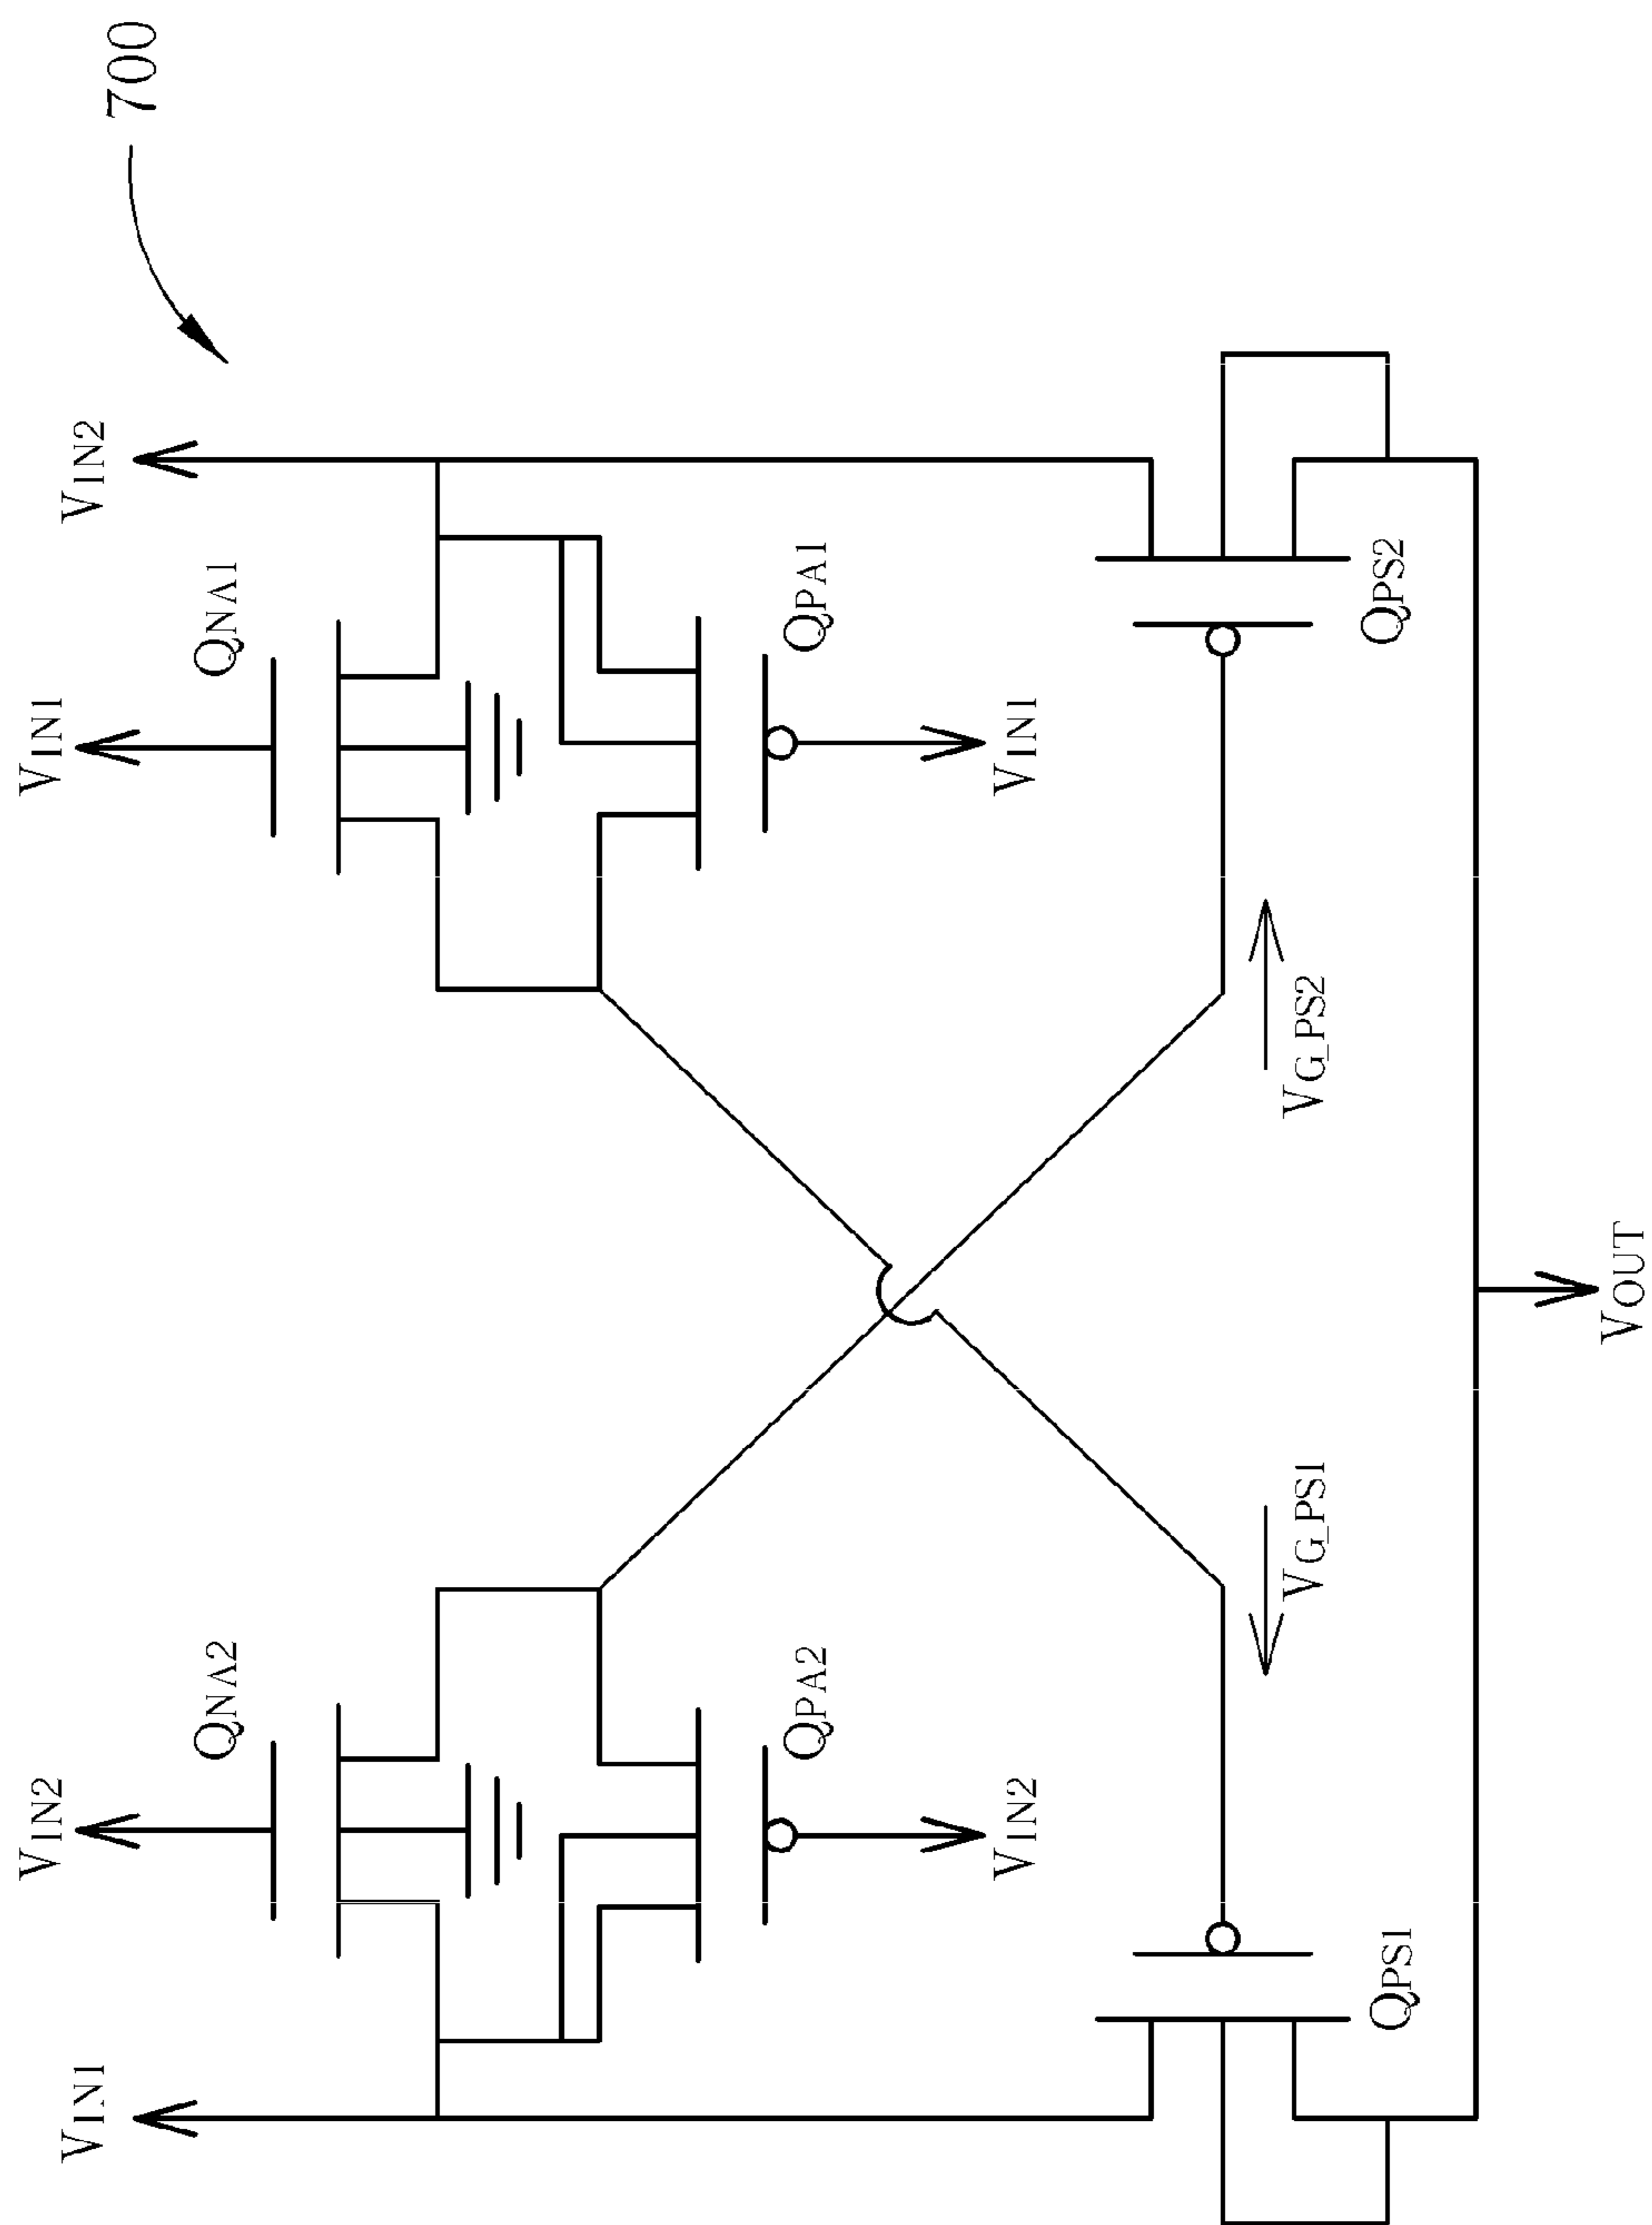 700
VIN1
VIN2
VIN1
VIN2
QNA2
QNA1
QPA2
QPA1
VIN2
VIN1
VG_PS1
VG_PS2
QPS1
QPS2
VOUT